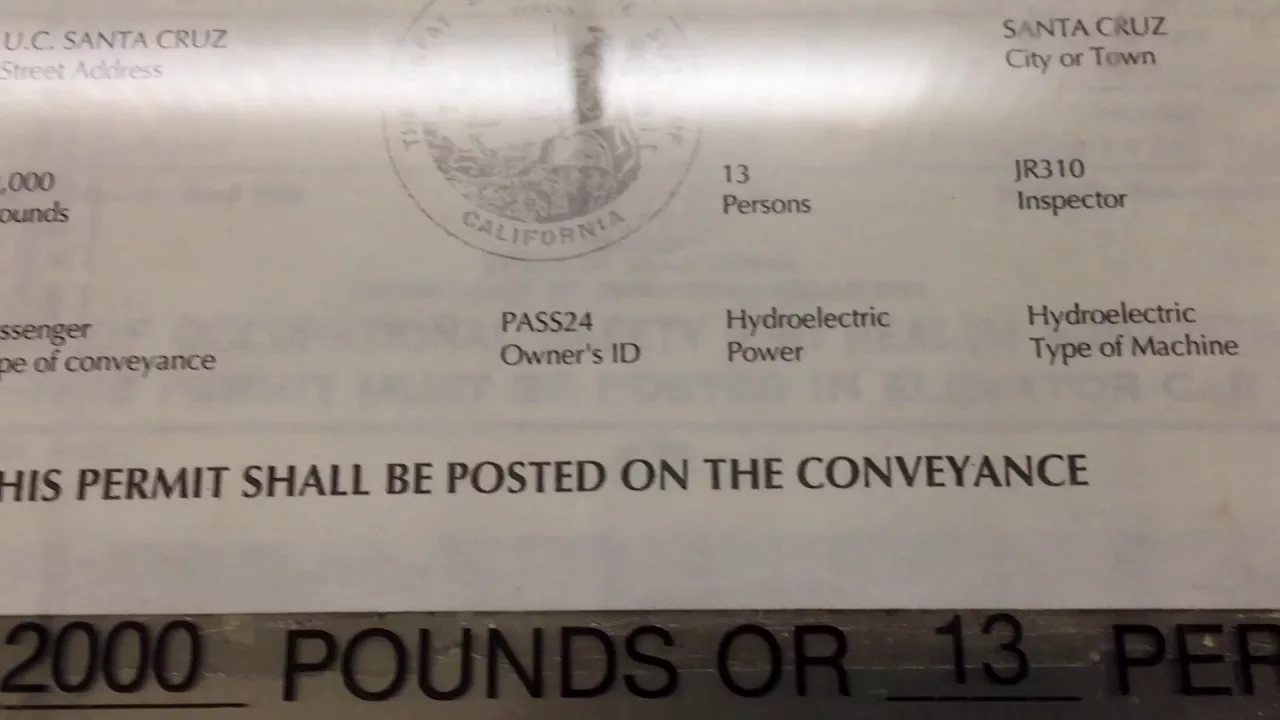 U.C. SANTA CRUZ
Street Address
SANTA CRUZ
City or Town
,000
ounds
CALIFORNIA
13
Persons
JR310
Inspector
ssenger
pe of conveyance
PASS24
Owner's ID
Hydroelectric
Power
Hydroelectric
Type of Machine
HIS PERMIT SHALL BE POSTED ON THE CONVEYANCE
2000 POUNDS OR 13 PER